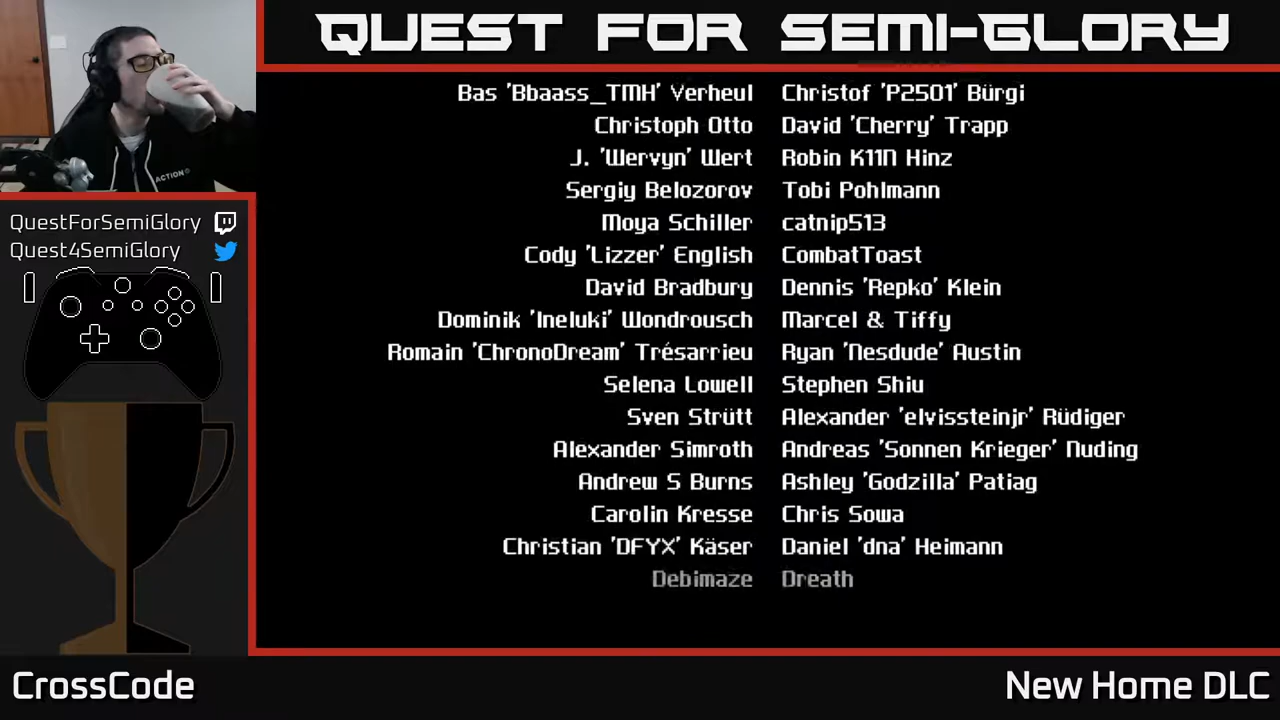 QUEST FOR SEMI-GLORY
ACTION
QuestForSemiGlory
Quest4SemiGlory
Bas 'Bbaass_TMH' Verheul Christof 'P2501' Bürgi
Christoph Otto David 'Cherry' Trapp
J. 'Wervyn' Wert Robin K11N Hinz
Sergiy Belozorov Tobi Pohlmann
Moya Schiller catnip513
Cody 'Lizzer' English CombatToast
David Bradbury Dennis 'Repko' Klein
Dominik 'Ineluki' Wondrousch Marcel & Tiffy
Romain 'ChronoDream' Trésarrieu Ryan 'Nesdude' Austin
Selena Lowell Stephen Shiu
Sven Strütt Alexander 'elvissteinjr' Rüdiger
Alexander Simroth Andreas 'Sonnen Krieger' Nuding
Andrew S Burns Ashley 'Godzilla' Patiag
Carolin Kresse Chris Sowa
Christian 'DFYX' Käser Daniel 'dna' Heimann
Debimaze Dreath
CrossCode
New Home DLC